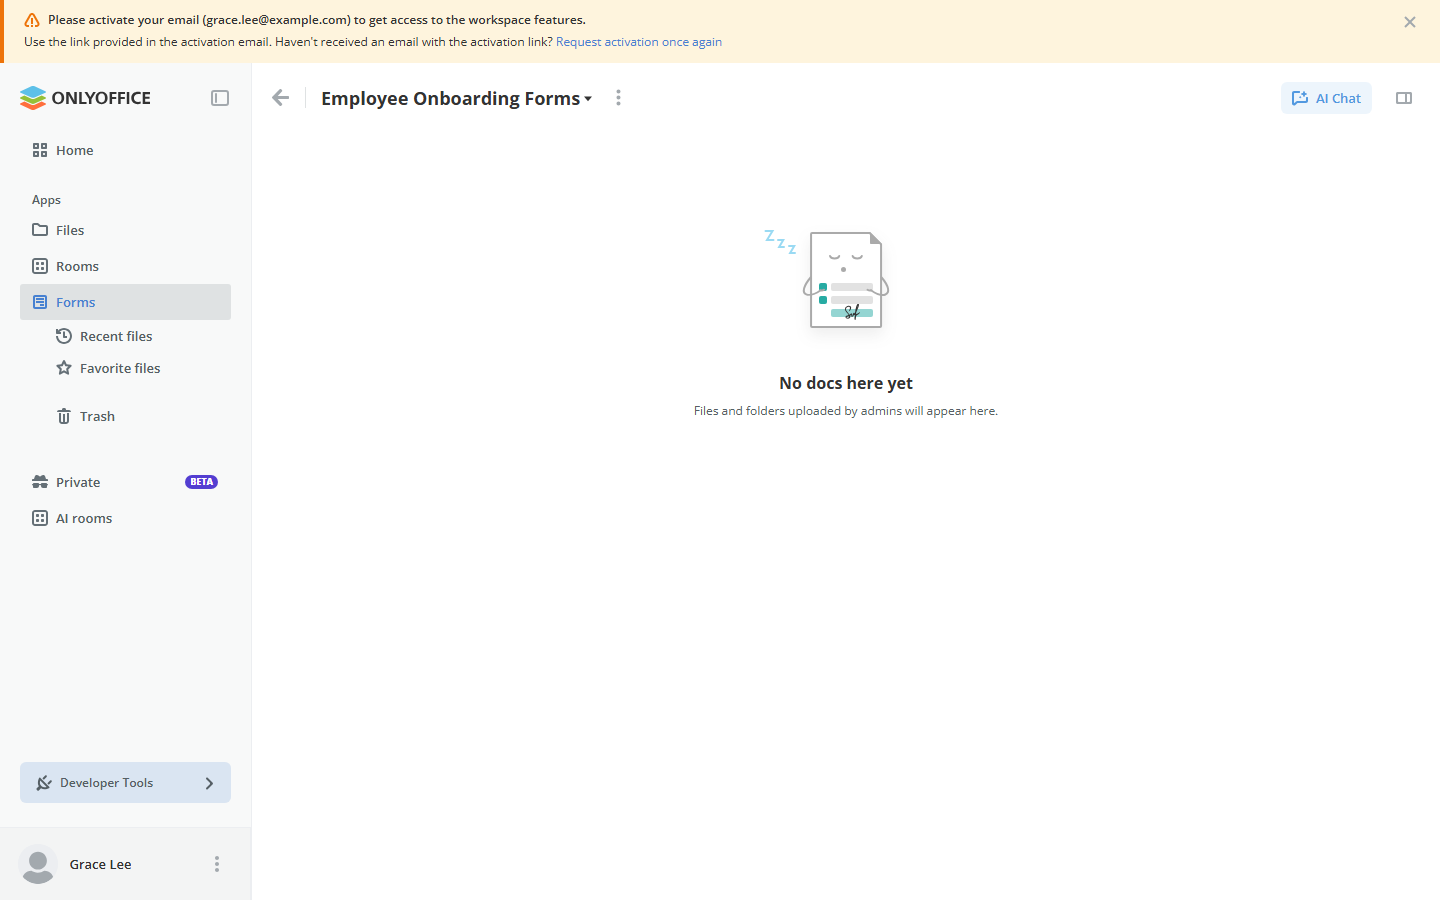 Please activate your email (grace.lee@example.com) to get access to the workspace features.
Use the link provided in the activation email. Haven't received an email with the activation link? Request activation once again
ONLYOFFICE
Employee Onboarding Forms
AI Chat
Home
Apps
Files
Rooms
Forms
Recent files
Favorite files
Trash
Private
BETA
AI rooms
z z z
No docs here yet
Files and folders uploaded by admins will appear here.
Developer Tools
Grace Lee